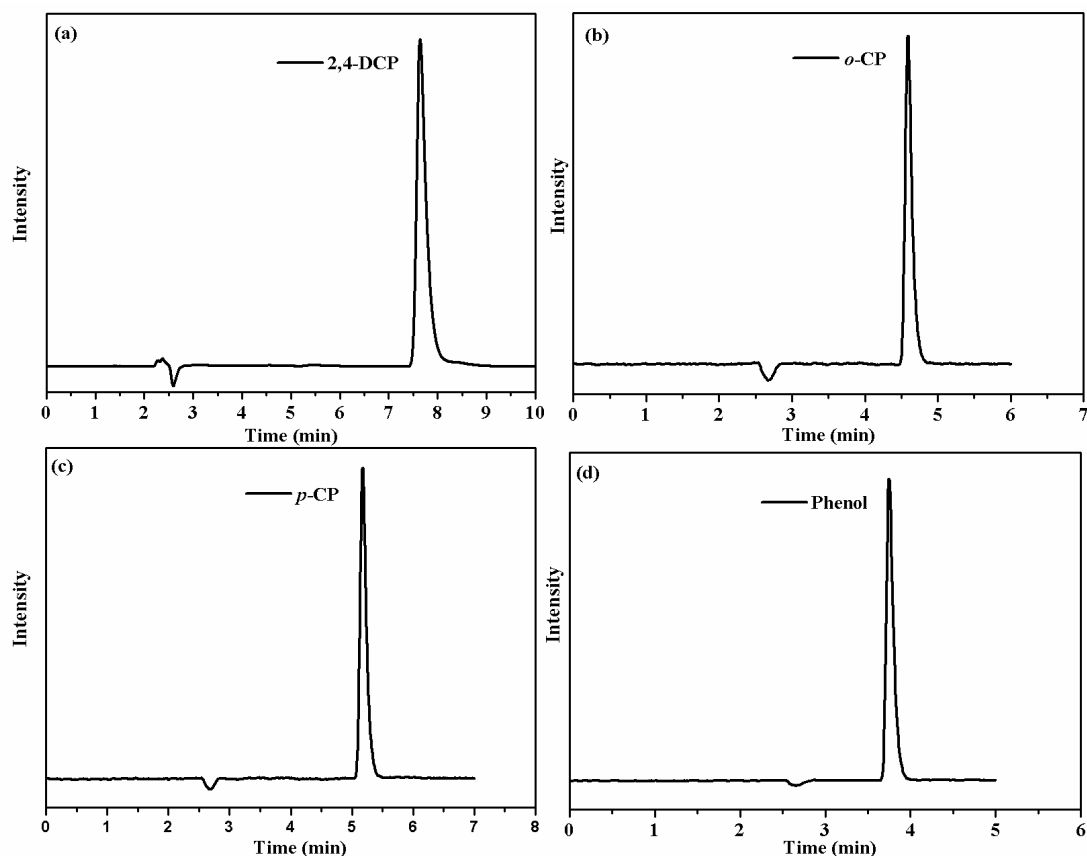 (a)
2,4-DCP
Intensity
0 1 2 3 4 5 6 7 8 9 10
Time (min)
(b)
o-CP
Intensity
0 1 2 3 4 5 6 7
Time (min)
(c)
p-CP
Intensity
0 1 2 3 4 5 6 7 8
Time (min)
(d)
Phenol
Intensity
0 1 2 3 4 5 6
Time (min)